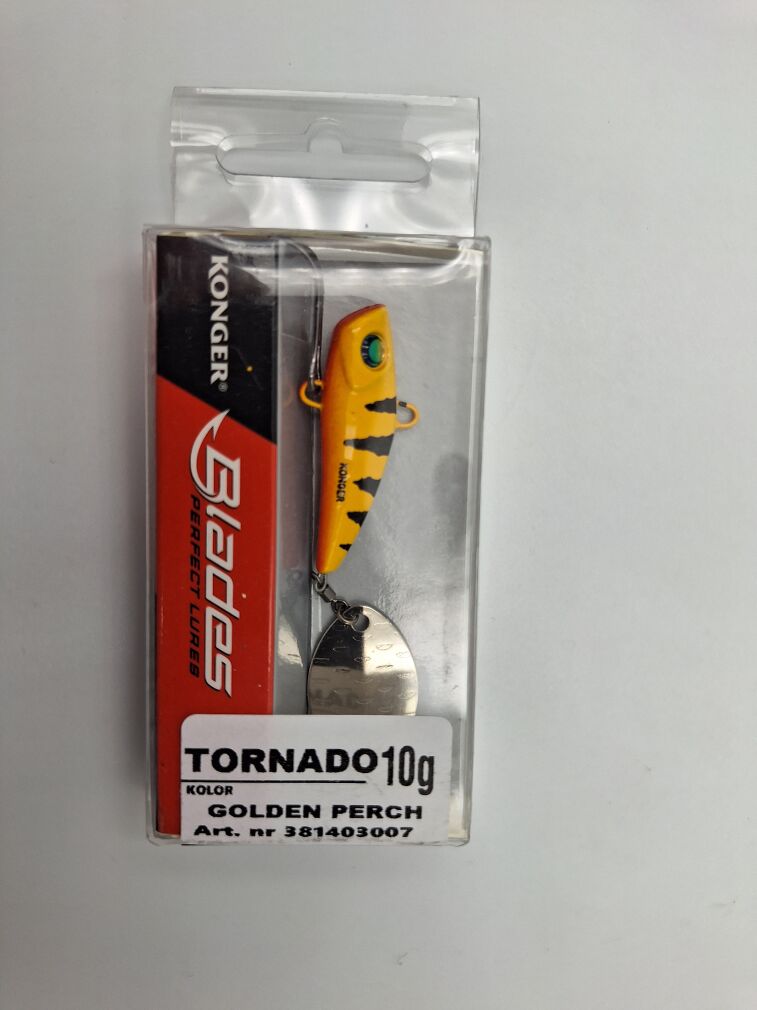 KONGER®
Blades
PERFECT LURES
KONGER
TORNADO 10g
KOLOR
GOLDEN PERCH
Art. nr 381403007